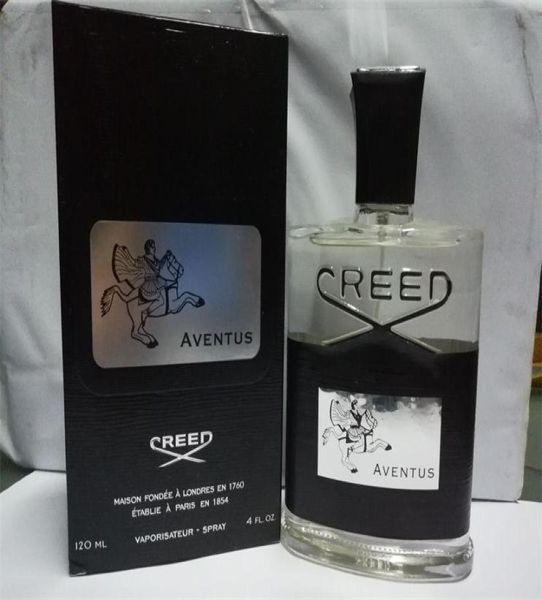 AVENTUS
CREED
MAISON FONDÉE À LONDRES EN 1760
ÉTABLIE À PARIS EN 1854
120 ML
VAPORISATEUR - SPRAY
4 FL.OZ.
CREED
AVENTUS